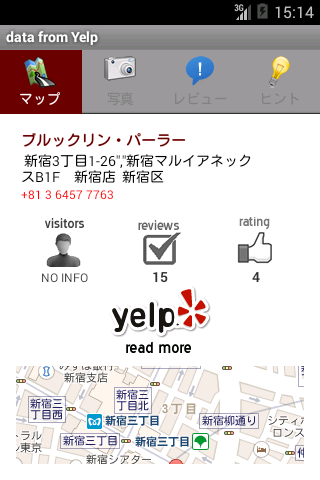 3G 15:14
data from Yelp
マップ 写真 レビュー ヒント
ブルックリン・パーラー
新宿3丁目1-26","新宿マルイアネック
スB1F　新宿店 新宿区
+81 3 6457 7763
visitors reviews rating
NO INFO 15 4
yelp
read more
新宿支店
新宿三 新宿三 3丁目 シティ
丁目西 丁目北 新宿三丁目 新宿柳通り ロンス
トラル 新宿三丁目 新宿三丁目
ル東京 新宿シアター